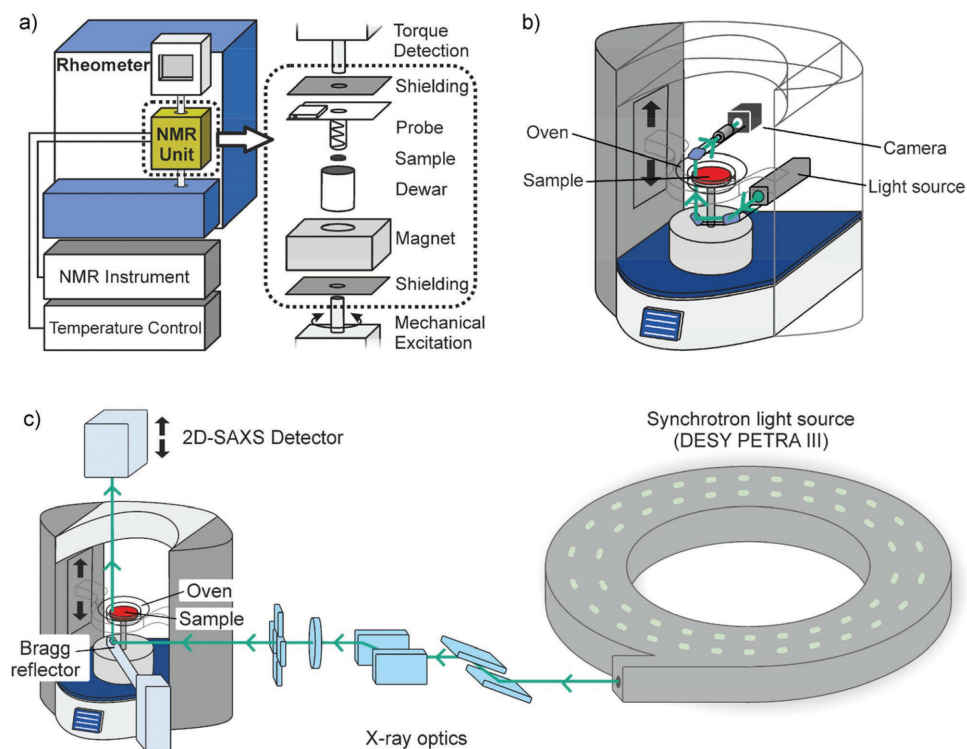 a)
Rheometer
NMR
Unit
NMR Instrument
Temperature Control
Torque
Detection
Shielding
Probe
Sample
Dewar
Magnet
Shielding
Mechanical
Excitation
b)
Oven
Sample
Camera
Light source
c)
2D-SAXS Detector
Synchrotron light source
(DESY PETRA III)
Oven
Sample
Bragg
reflector
X-ray optics